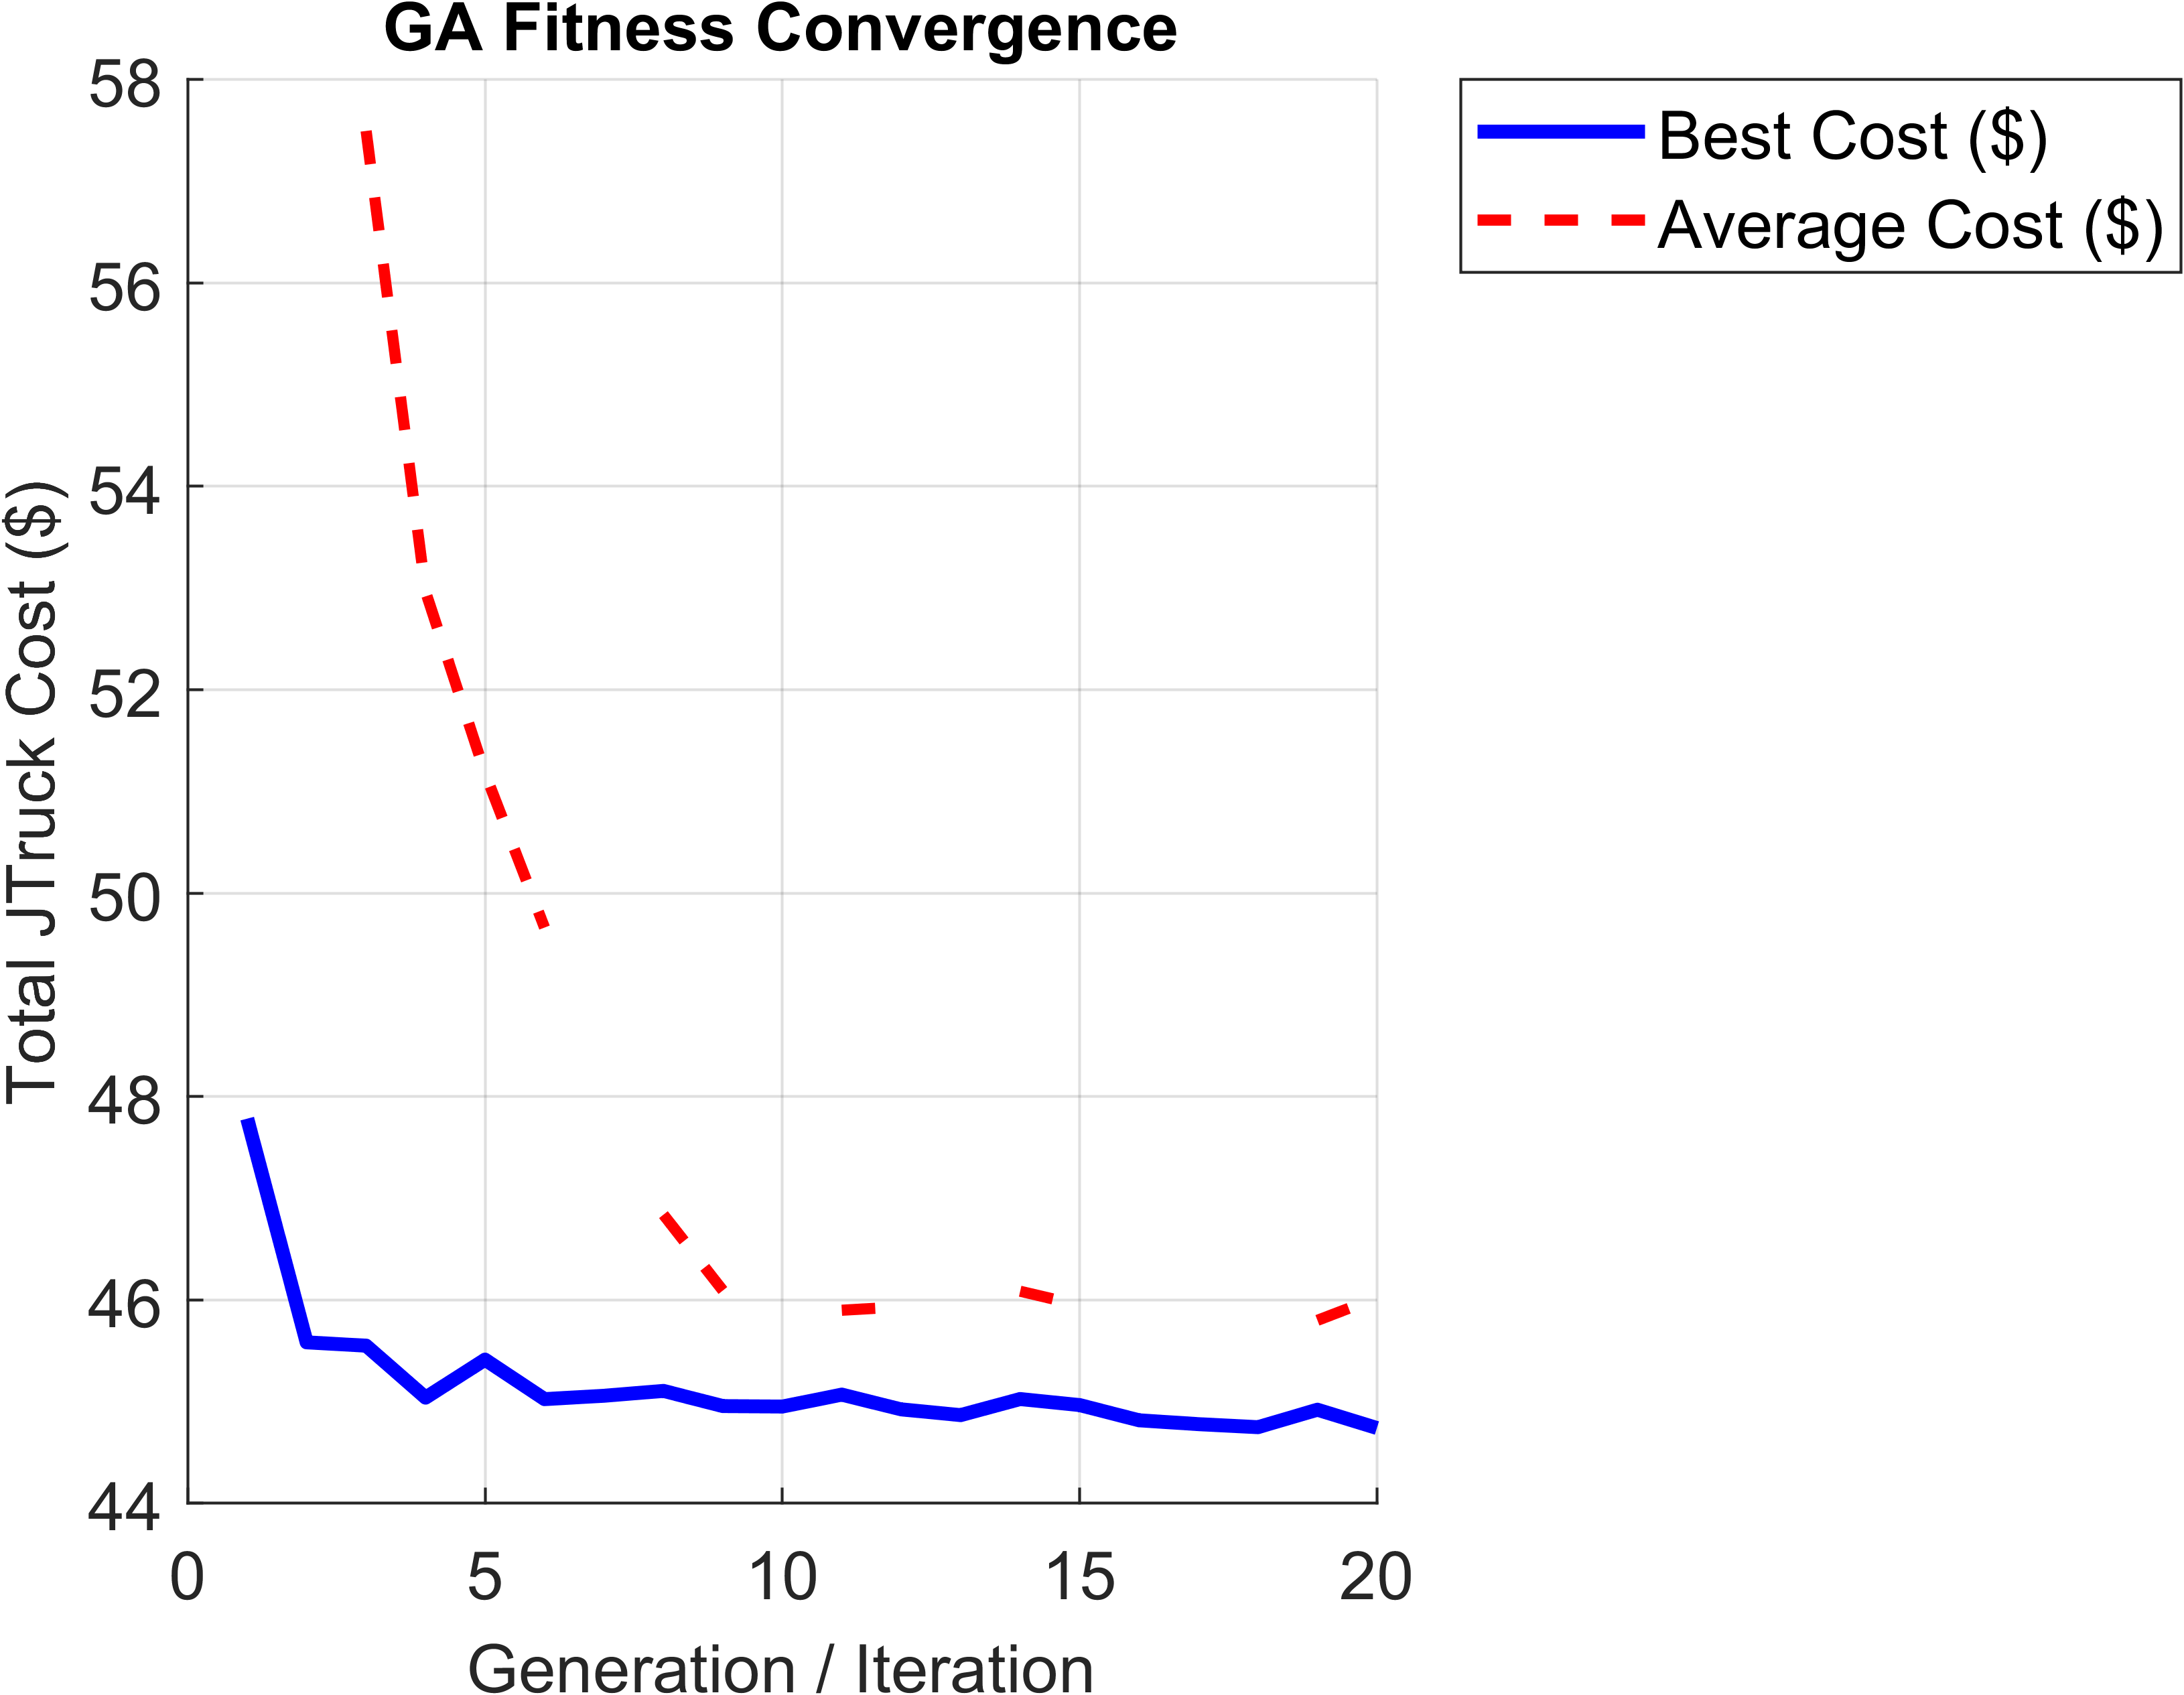 GA Fitness Convergence
58
56
54
52
50
48
46
44
Total JTruck Cost ($)
0 5 10 15 20
Generation / Iteration
Best Cost ($)
Average Cost ($)